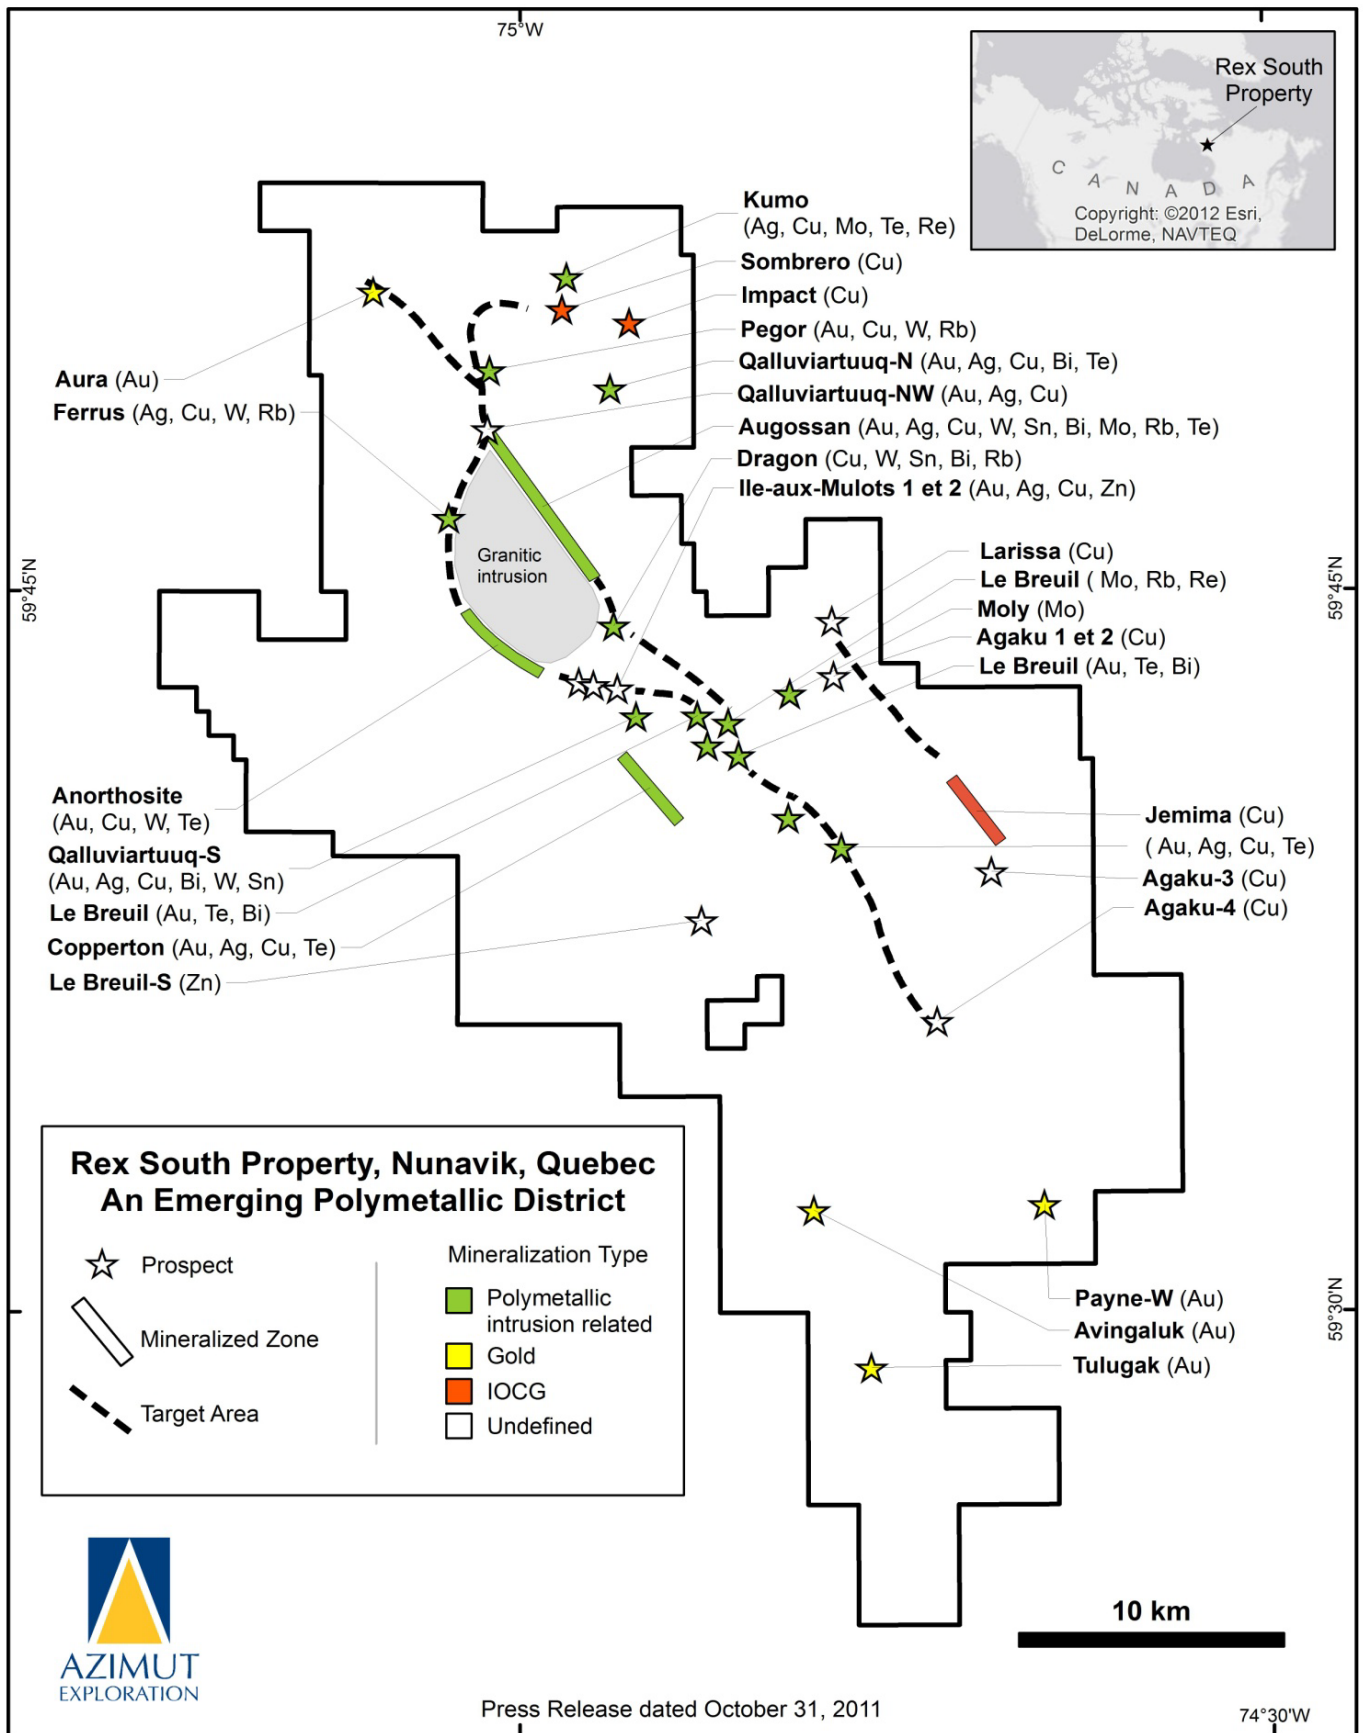 75°W
Rex South
Property
CANADA
Copyright: ©2012 Esri,
DeLorme, NAVTEQ
Kumo
(Ag, Cu, Mo, Te, Re)
Sombrero (Cu)
Impact (Cu)
Pegor (Au, Cu, W, Rb)
Qalluviartuuq-N (Au, Ag, Cu, Bi, Te)
Qalluviartuuq-NW (Au, Ag, Cu)
Augossan (Au, Ag, Cu, W, Sn, Bi, Mo, Rb, Te)
Dragon (Cu, W, Sn, Bi, Rb)
Ile-aux-Mulots 1 et 2 (Au, Ag, Cu, Zn)
Aura (Au)
Ferrus (Ag, Cu, W, Rb)
Granitic
intrusion
59°45'N
59°45'N
Larissa (Cu)
Le Breuil ( Mo, Rb, Re)
Moly (Mo)
Agaku 1 et 2 (Cu)
Le Breuil (Au, Te, Bi)
Anorthosite
(Au, Cu, W, Te)
Qalluviartuuq-S
(Au, Ag, Cu, Bi, W, Sn)
Le Breuil (Au, Te, Bi)
Copperton (Au, Ag, Cu, Te)
Le Breuil-S (Zn)
Jemima (Cu)
( Au, Ag, Cu, Te)
Agaku-3 (Cu)
Agaku-4 (Cu)
Rex South Property, Nunavik, Quebec
An Emerging Polymetallic District
Prospect
Mineralized Zone
Target Area
Mineralization Type
Polymetallic
intrusion related
Gold
IOCG
Undefined
Payne-W (Au)
Avingaluk (Au)
Tulugak (Au)
59°30'N
10 km
AZIMUT
EXPLORATION
Press Release dated October 31, 2011
74°30'W